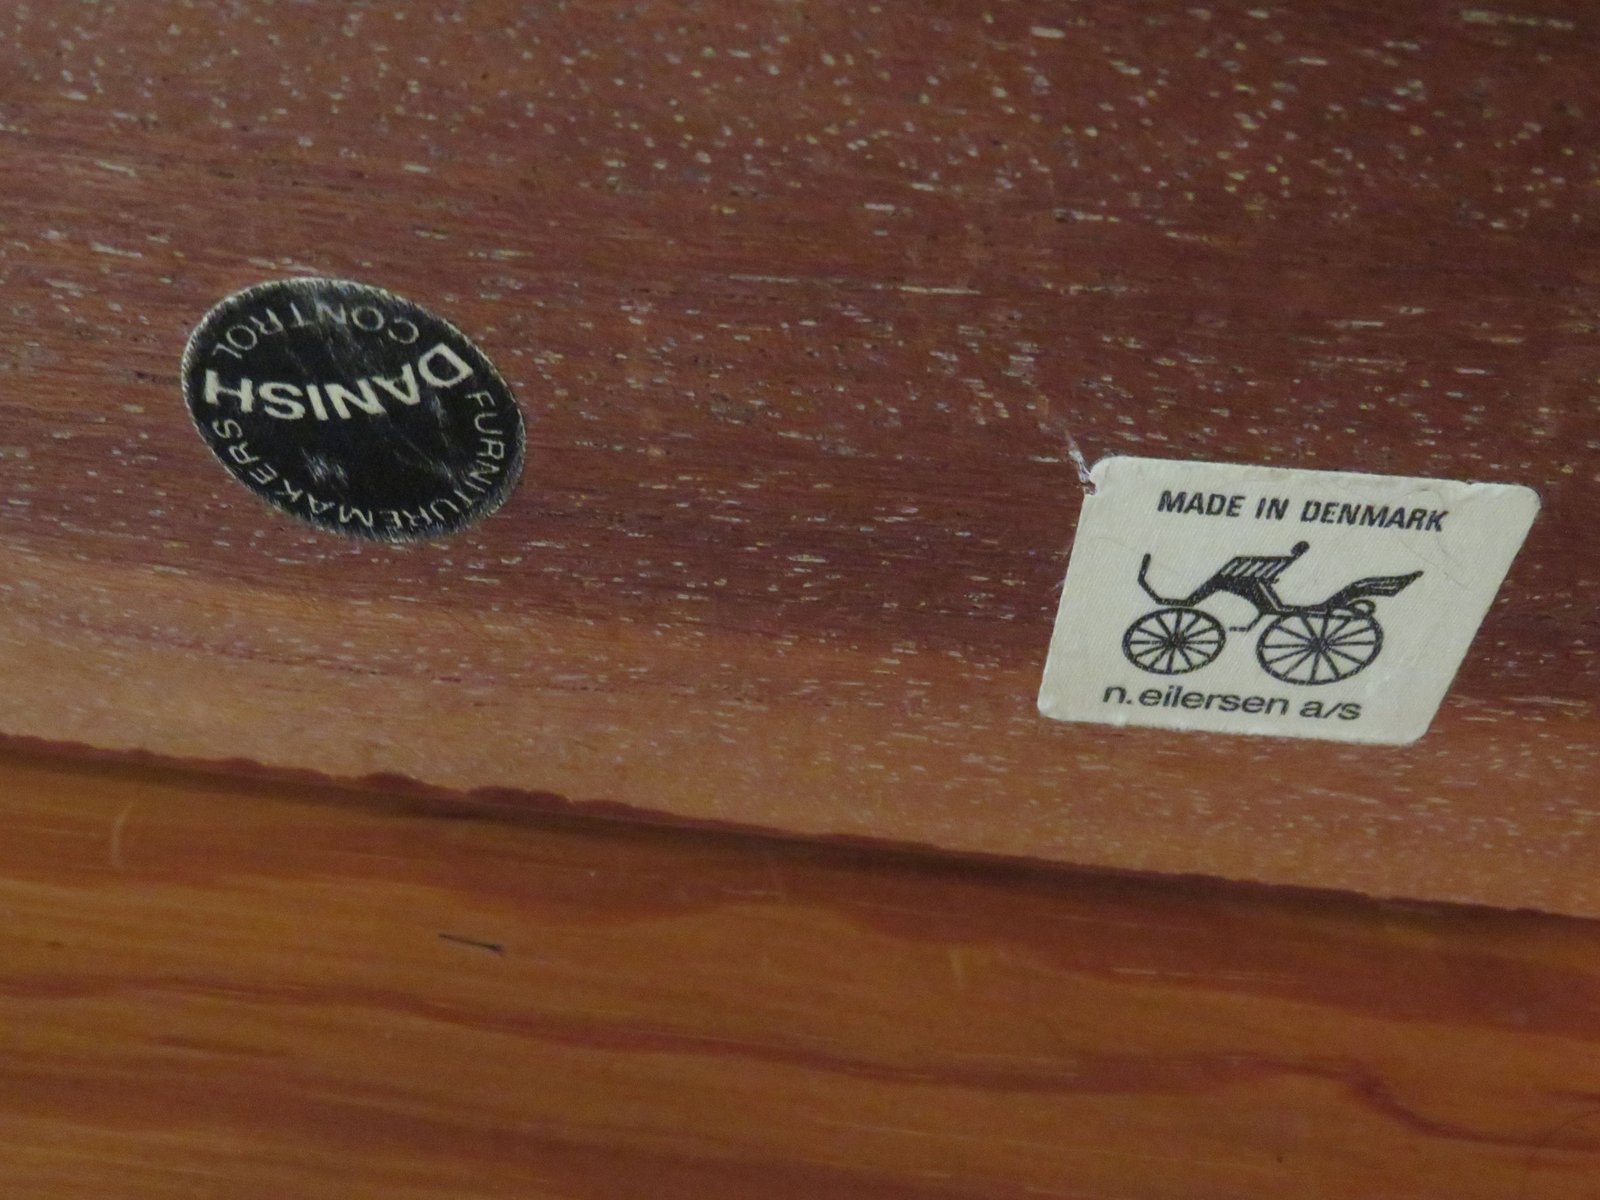 DANISH
FURNITUREMAKERS
CONTROL
MADE IN DENMARK
n. eilersen a/s